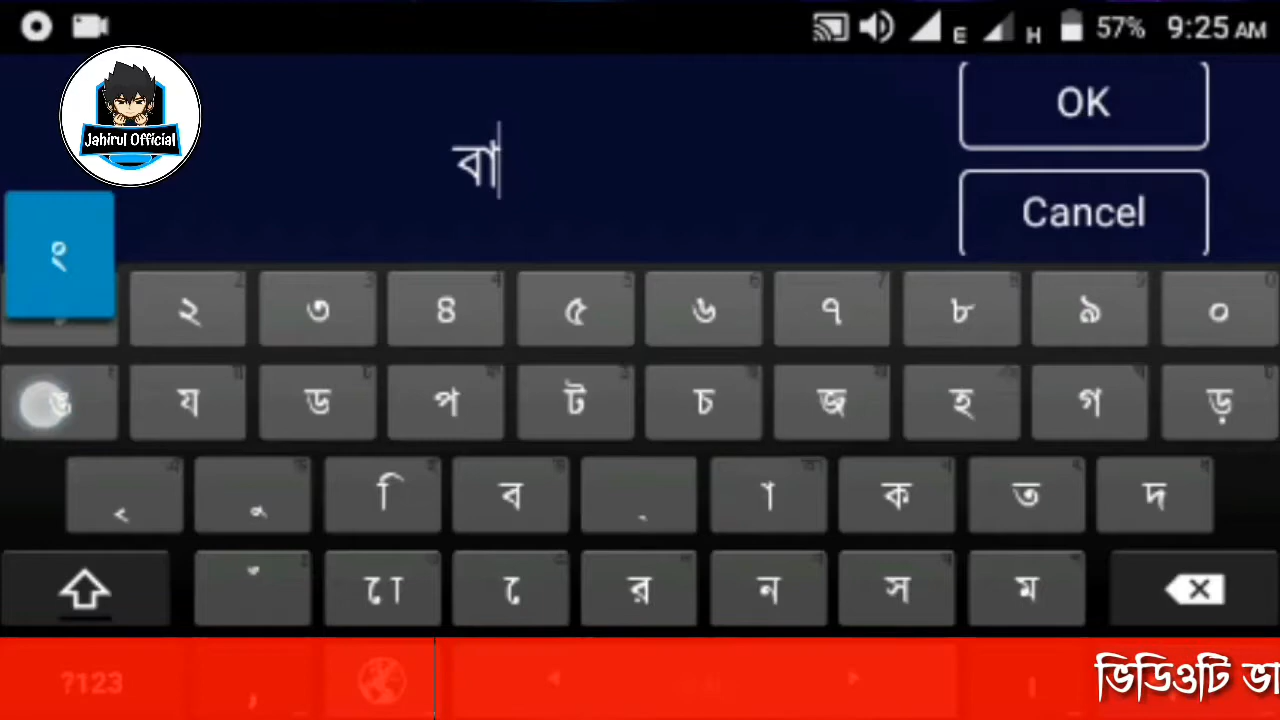 E H 57% 9:25 AM
Jahirul Official
OK
বা
Cancel
ং
২ ৩ ৪ ৫ ৬ ৭ ৮ ৯ ০
ঙ য ড প ট চ জ হ গ ড়
ৃ ু ি ব ্ া ক ত দ
ঁ ো ে র ন স ম
?123 , ।
ভিডিওটি ভা